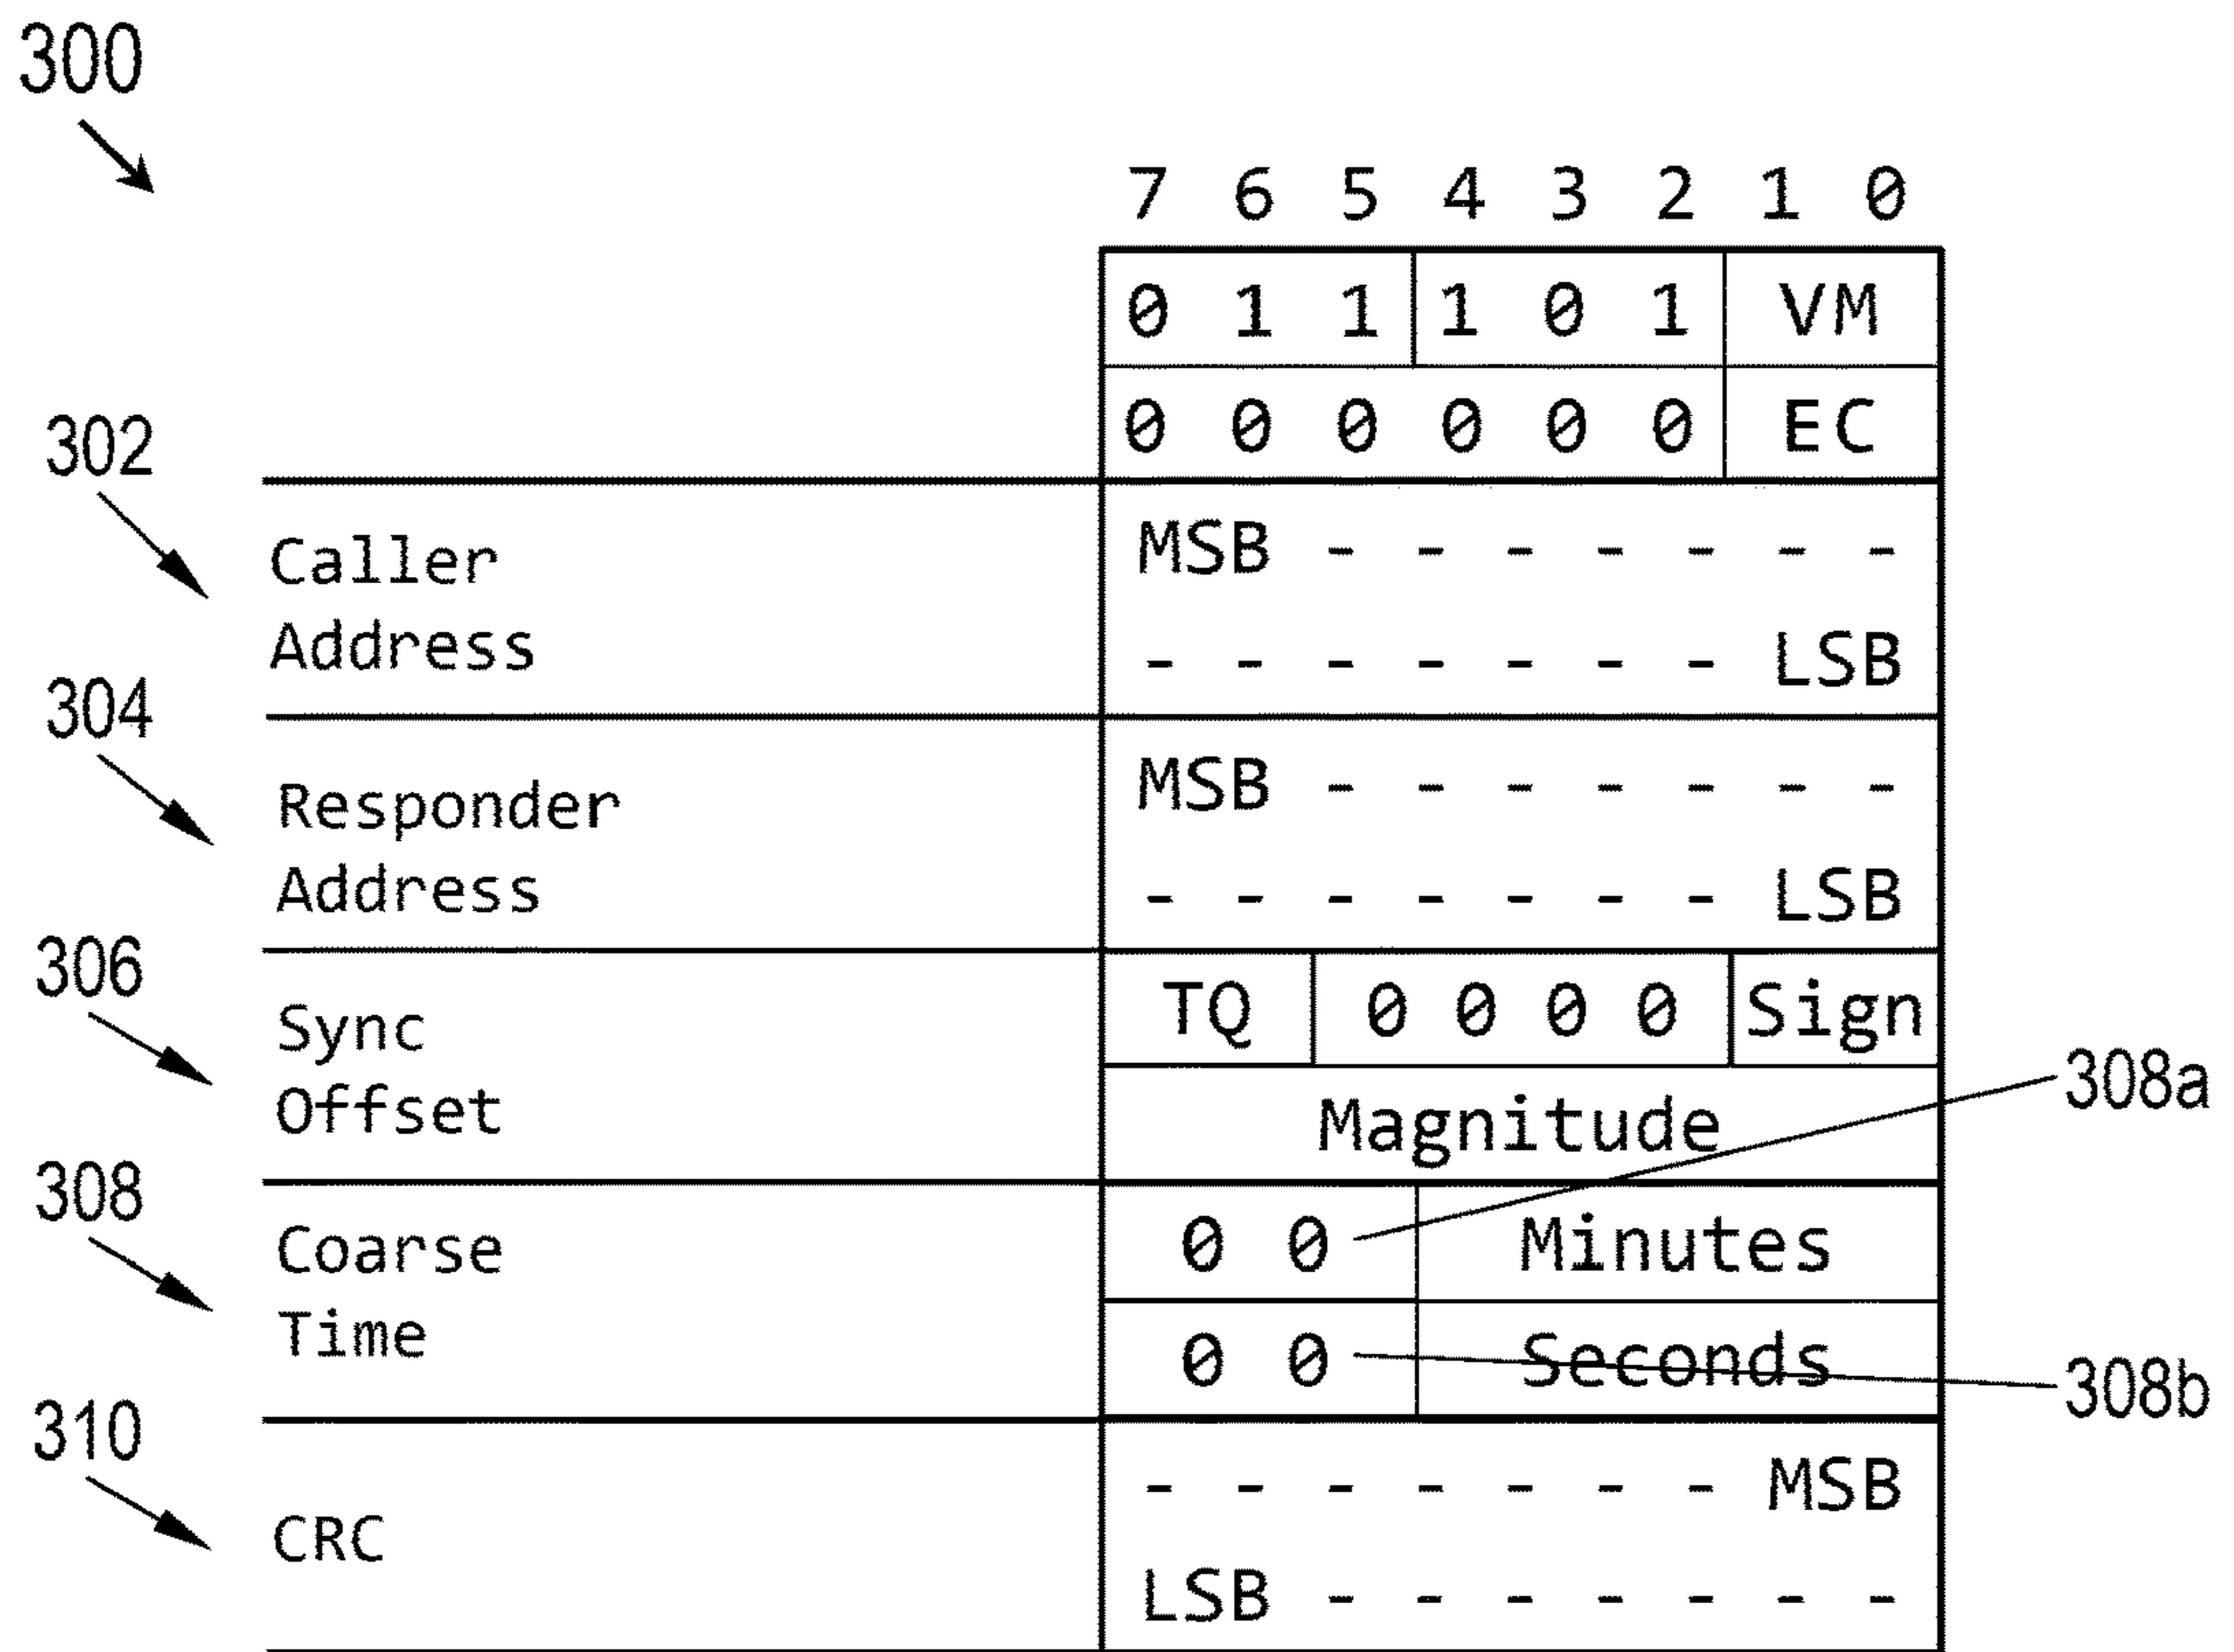 300
7 6 5 4 3 2 1 0
0 1 1 1 0 1 VM
0 0 0 0 0 0 EC
302
Caller
Address
MSB - - - - - - -
- - - - - - - LSB
304
Responder
Address
MSB - - - - - - -
- - - - - - - LSB
306
Sync
Offset
TQ 0 0 0 0 Sign
Magnitude
308a
308
Coarse
Time
0 0 Minutes
0 0 Seconds
308b
310
CRC
- - - - - - - MSB
LSB - - - - - - -